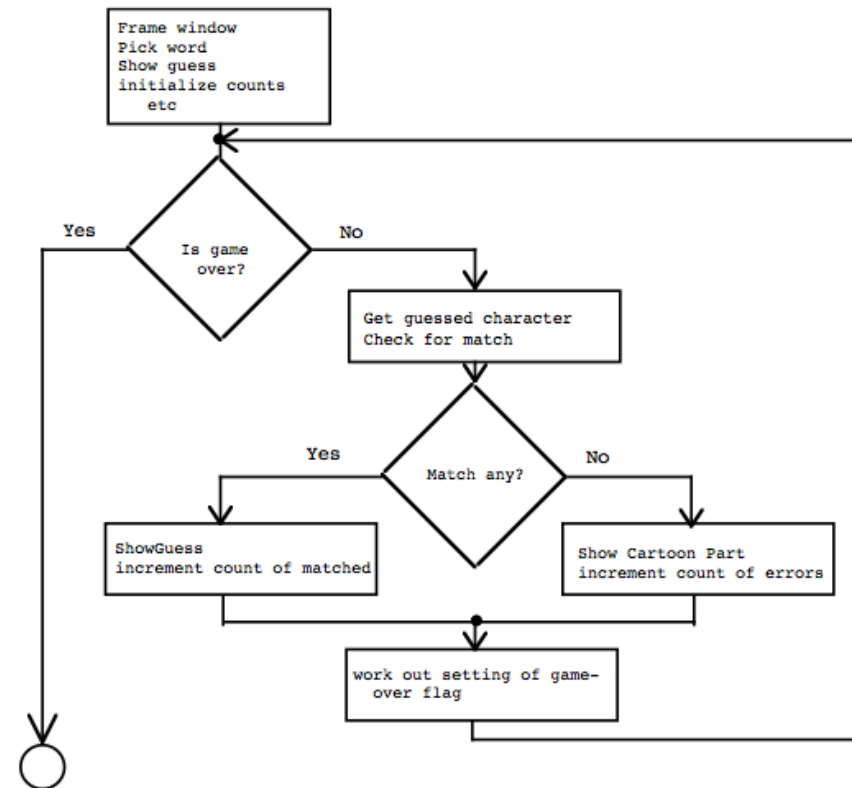 Frame window
Pick word
Show guess
initialize counts
etc
Yes
No
Is game
over?
Get guessed character
Check for match
Yes
No
Match any?
ShowGuess
increment count of matched
Show Cartoon Part
increment count of errors
work out setting of game-
over flag